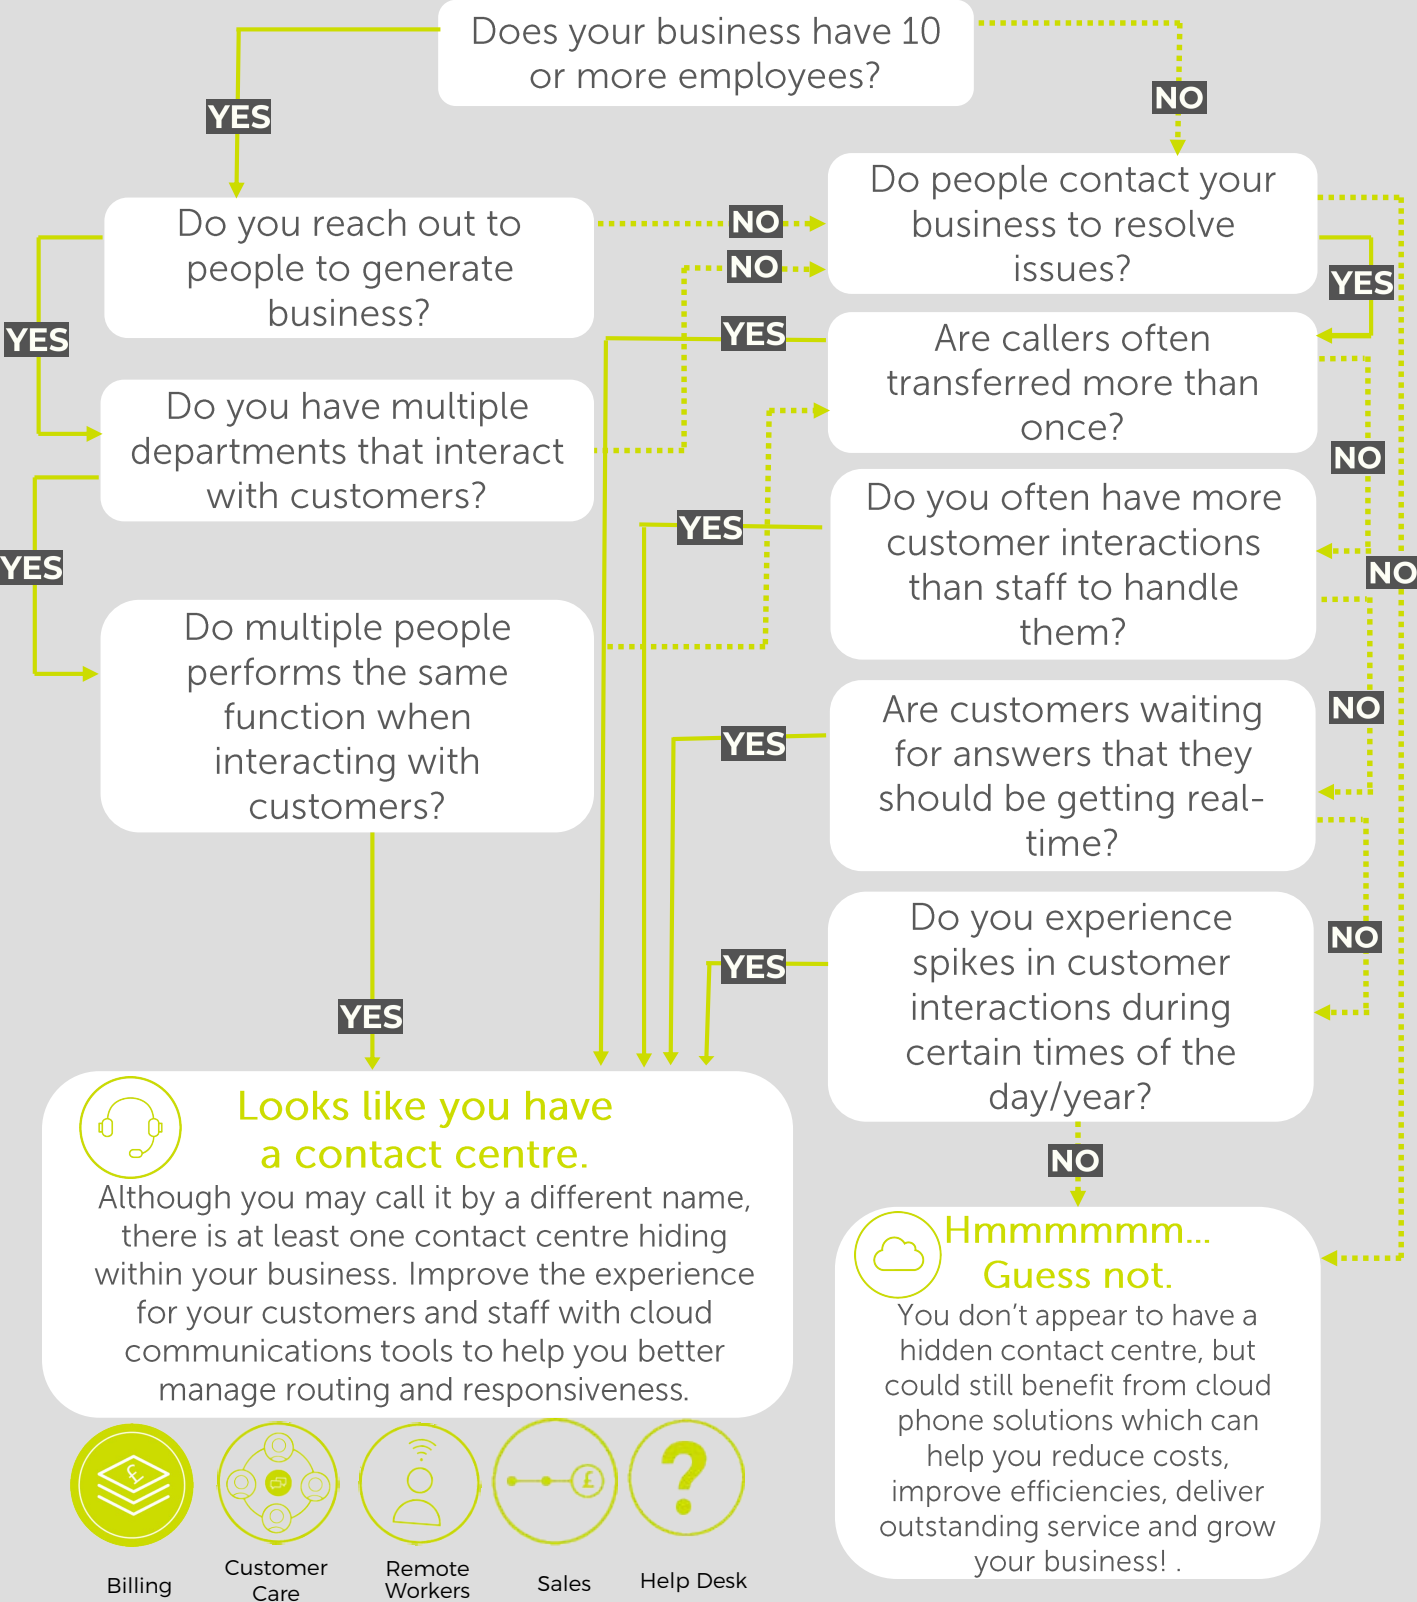 Does your business have 10
or more employees?
YES
NO
Do you reach out to
people to generate
business?
NO
Do people contact your
business to resolve
issues?
NO
YES
YES
YES
Are callers often
transferred more than
once?
Do you have multiple
departments that interact
with customers?
NO
YES
Do you often have more
customer interactions
than staff to handle
them?
YES
NO
Do multiple people
performs the same
function when
interacting with
customers?
YES
Are customers waiting
for answers that they
should be getting real-
time?
NO
YES
Do you experience
spikes in customer
interactions during
certain times of the
day/year?
NO
YES
NO
Looks like you have
a contact centre.
Although you may call it by a different name,
there is at least one contact centre hiding
within your business. Improve the experience
for your customers and staff with cloud
communications tools to help you better
manage routing and responsiveness.
Hmmmmmm...
Guess not.
You don't appear to have a
hidden contact centre, but
could still benefit from cloud
phone solutions which can
help you reduce costs,
improve efficiencies, deliver
outstanding service and grow
your business! .
£
£
?
Billing
Customer
Care
Remote
Workers
Sales
Help Desk